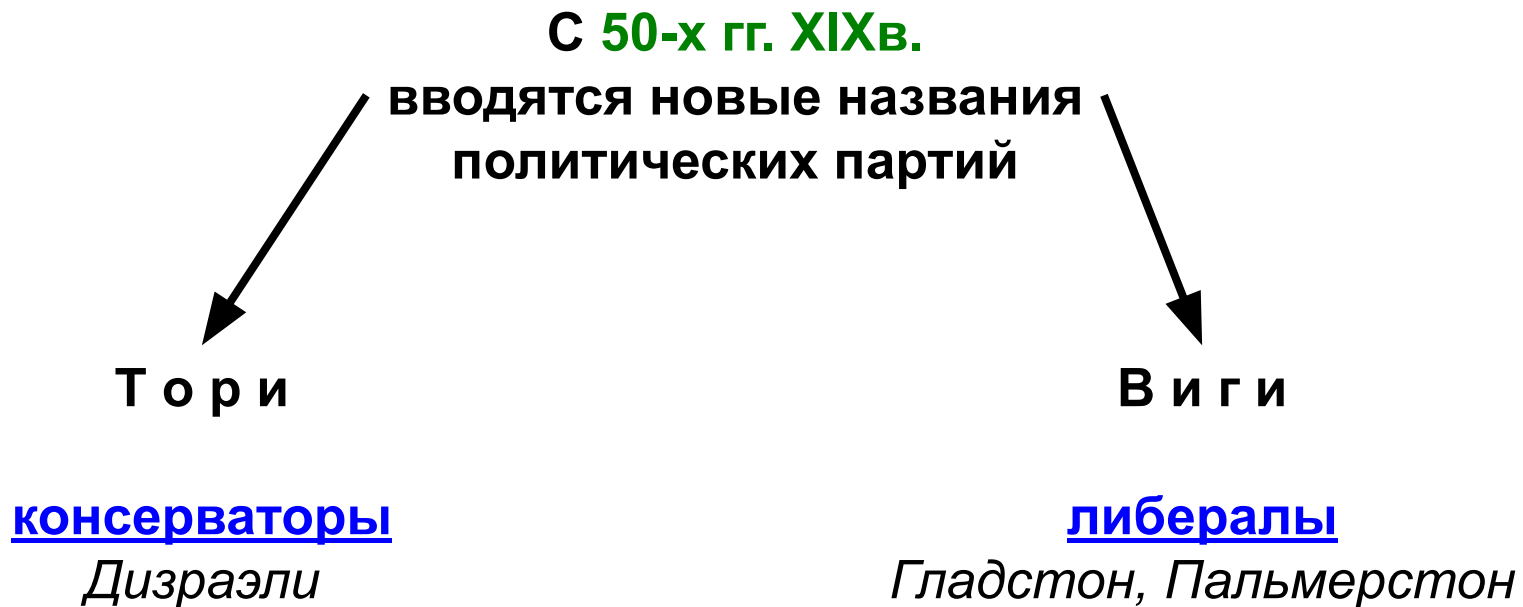 С 50-х гг. XIXв.
вводятся новые названия
политических партий
Т о р и
В и г и
консерваторы
либералы
Дизраэли
Гладстон, Пальмерстон